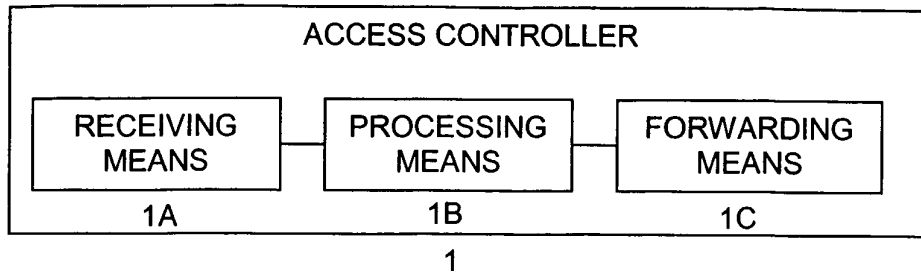 ACCESS CONTROLLER
RECEIVING
MEANS
PROCESSING
MEANS
FORWARDING
MEANS
1A
1B
1C
1